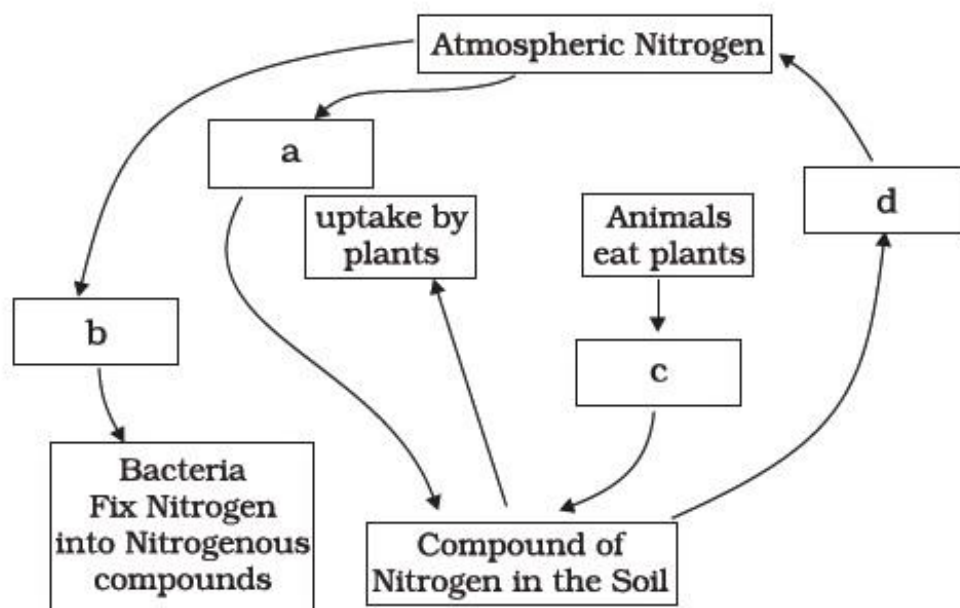 Atmospheric Nitrogen
a
uptake by
plants
Animals
eat plants
d
b
c
Bacteria
Fix Nitrogen
into Nitrogenous
compounds
Compound of
Nitrogen in the Soil